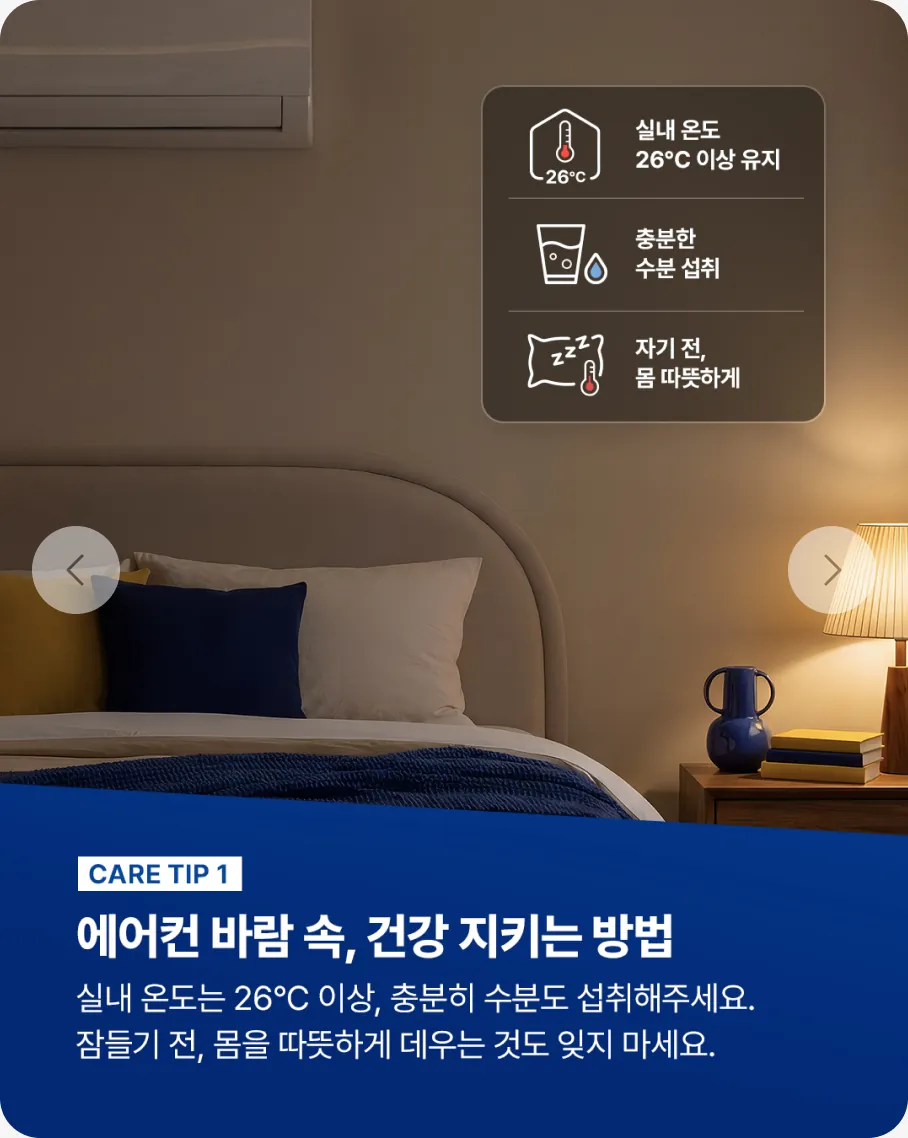 26°C
실내 온도
26°C 이상 유지
충분한
수분 섭취
zzZZ
자기 전,
몸 따뜻하게
CARE TIP 1
에어컨 바람 속, 건강 지키는 방법
실내 온도는 26°C 이상, 충분히 수분도 섭취해주세요.
잠들기 전, 몸을 따뜻하게 데우는 것도 잊지 마세요.